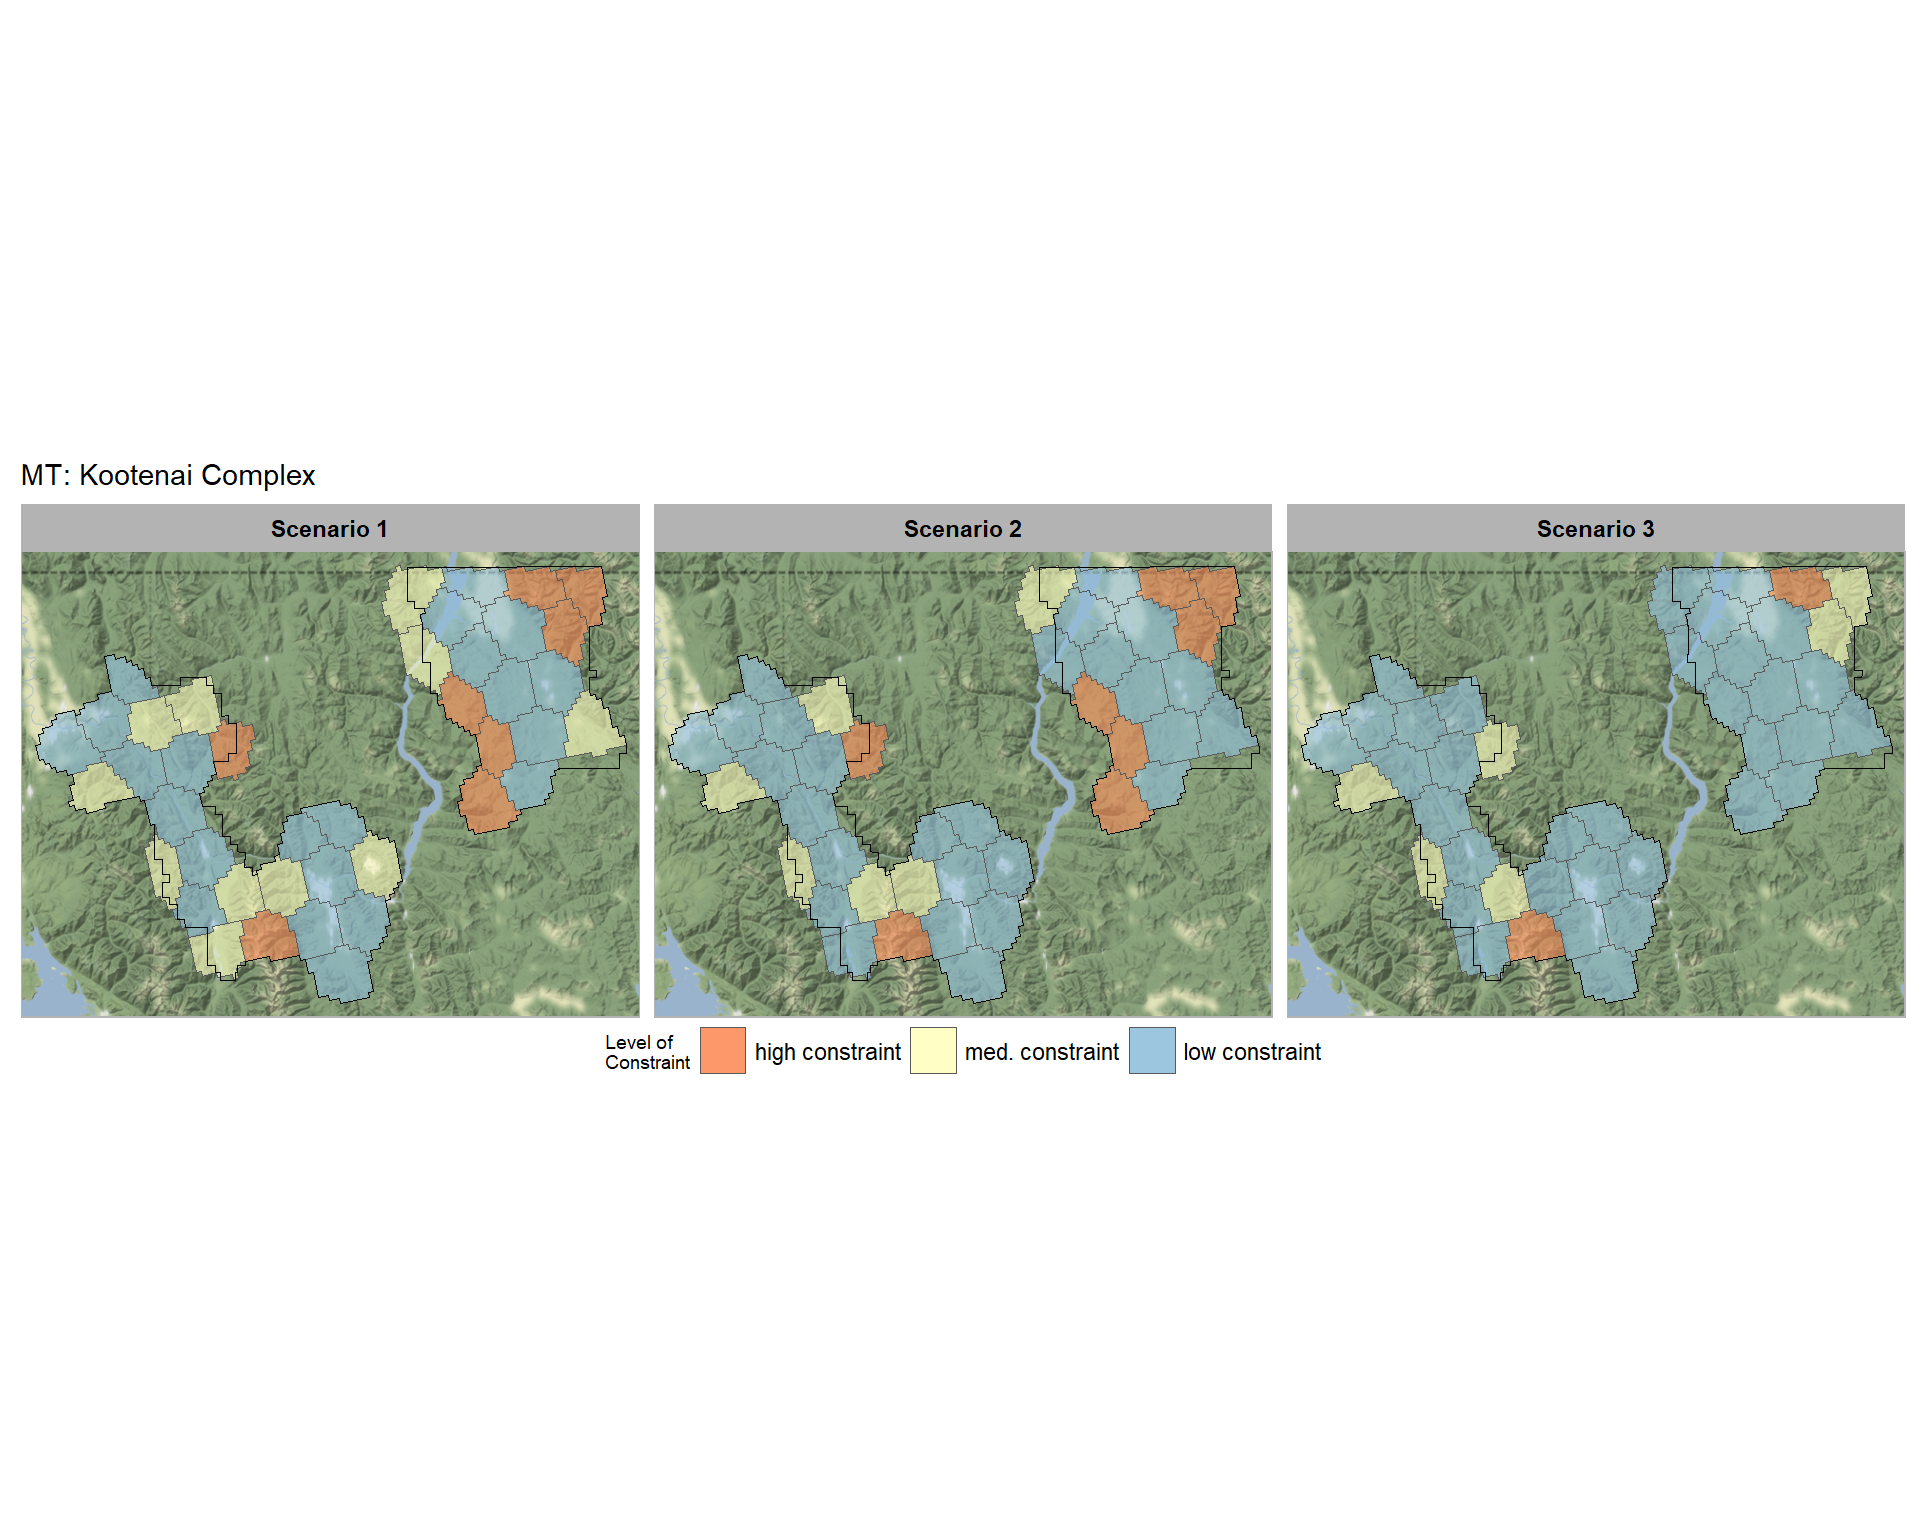 MT: Kootenai Complex
Scenario 1
Scenario 2
Scenario 3
Level of
Constraint
high constraint
med. constraint
low constraint